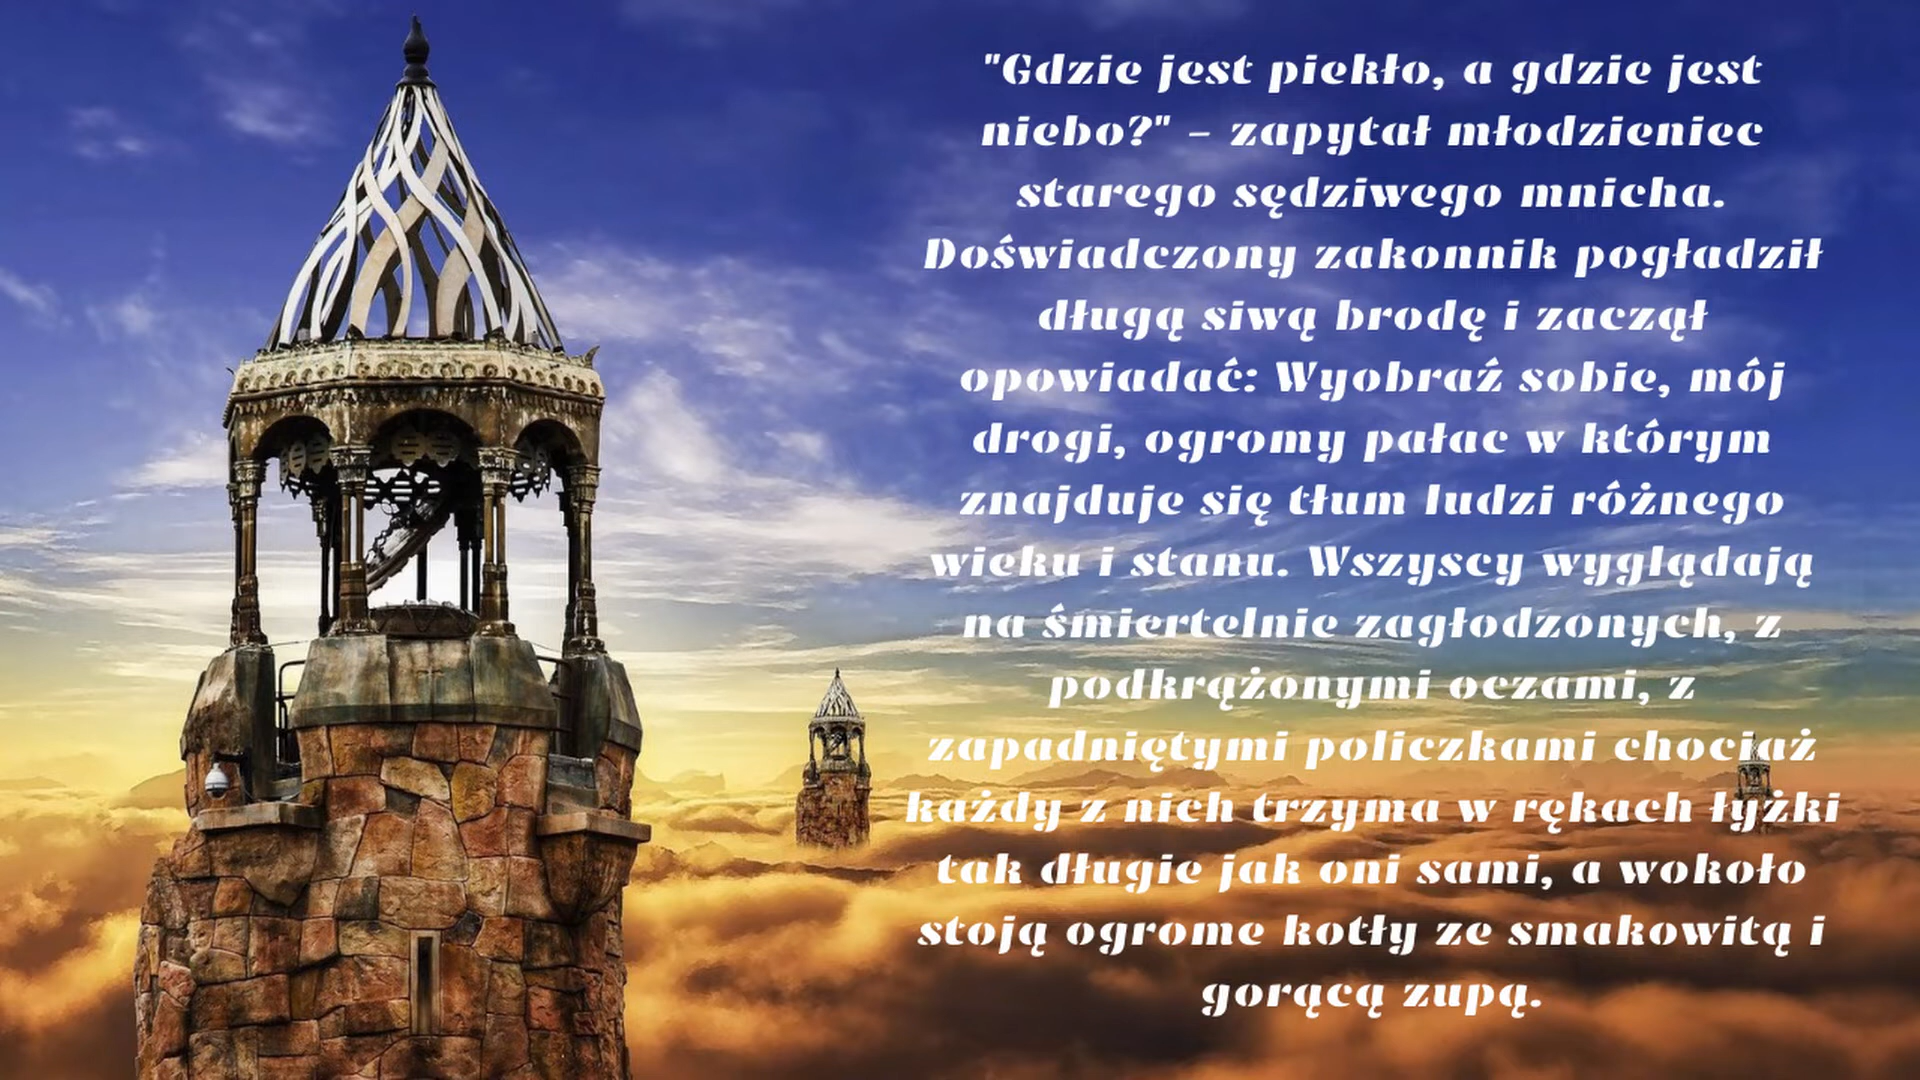 "Gdzie jest piekło, a gdzie jest
niebo?" – zapytał młodzieniec
starego sędziwego mnicha.
Doświadczony zakonnik pogładził
długą siwą brodę i zaczął
opowiadać: Wyobraź sobie, mój
drogi, ogromy pałac w którym
znajduje się tłum ludzi różnego
wieku i stanu. Wszyscy wyglądają
na śmiertelnie zagłodzonych, z
podkrążonymi oczami, z
zapadniętymi policzkami chociaż
każdy z nich trzyma w rękach łyżki
tak długie jak oni sami, a wokoło
stoją ogrome kotły ze smakowitą i
gorącą zupą.